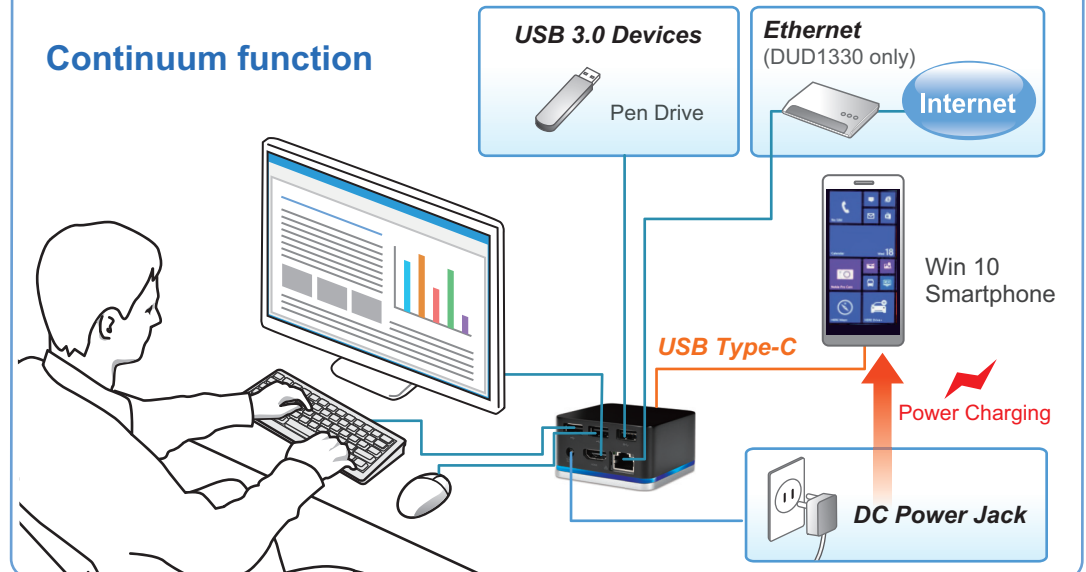 Continuum function
USB 3.0 Devices
Pen Drive
Ethernet
(DUD1330 only)
Internet
18
Win 10
Smartphone
USB Type-C
Power Charging
DC Power Jack